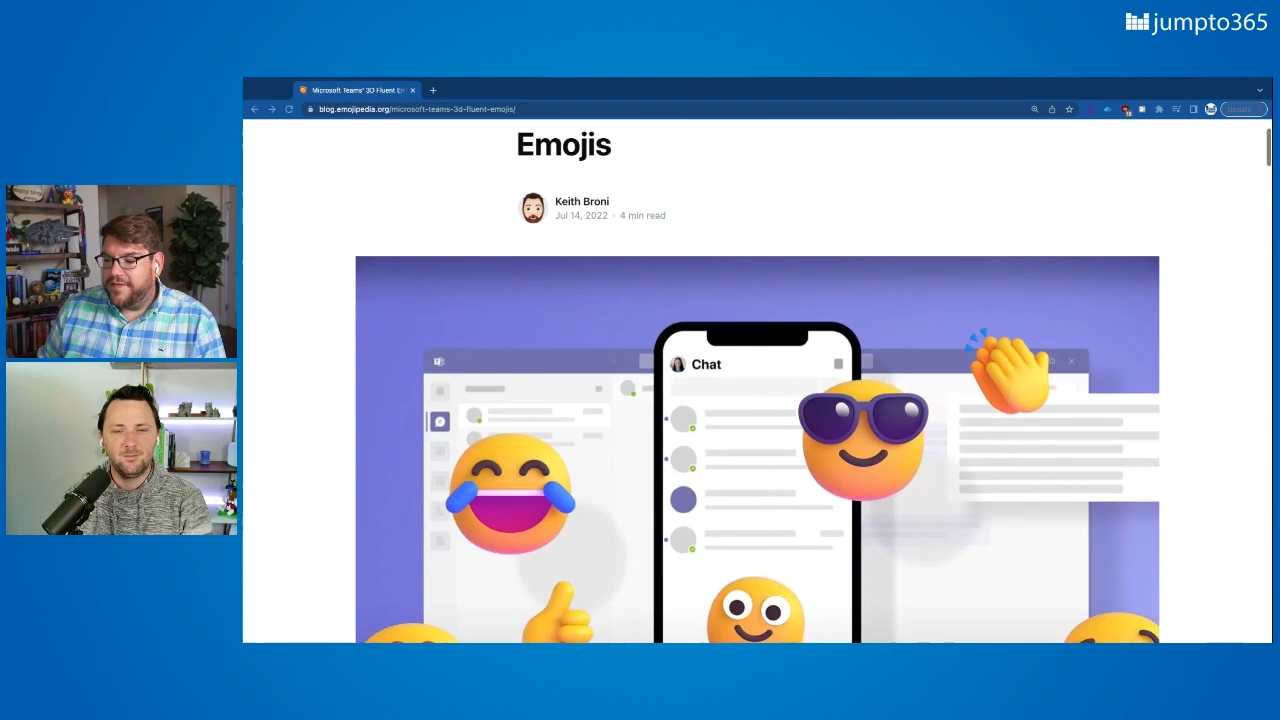 jumpto365
Microsoft Teams' 3D Fluent Em
blog.emojipedia.org/microsoft-teams-3d-fluent-emojis/
Update
Emojis
Keith Broni
Jul 14, 2022 · 4 min read
Chat